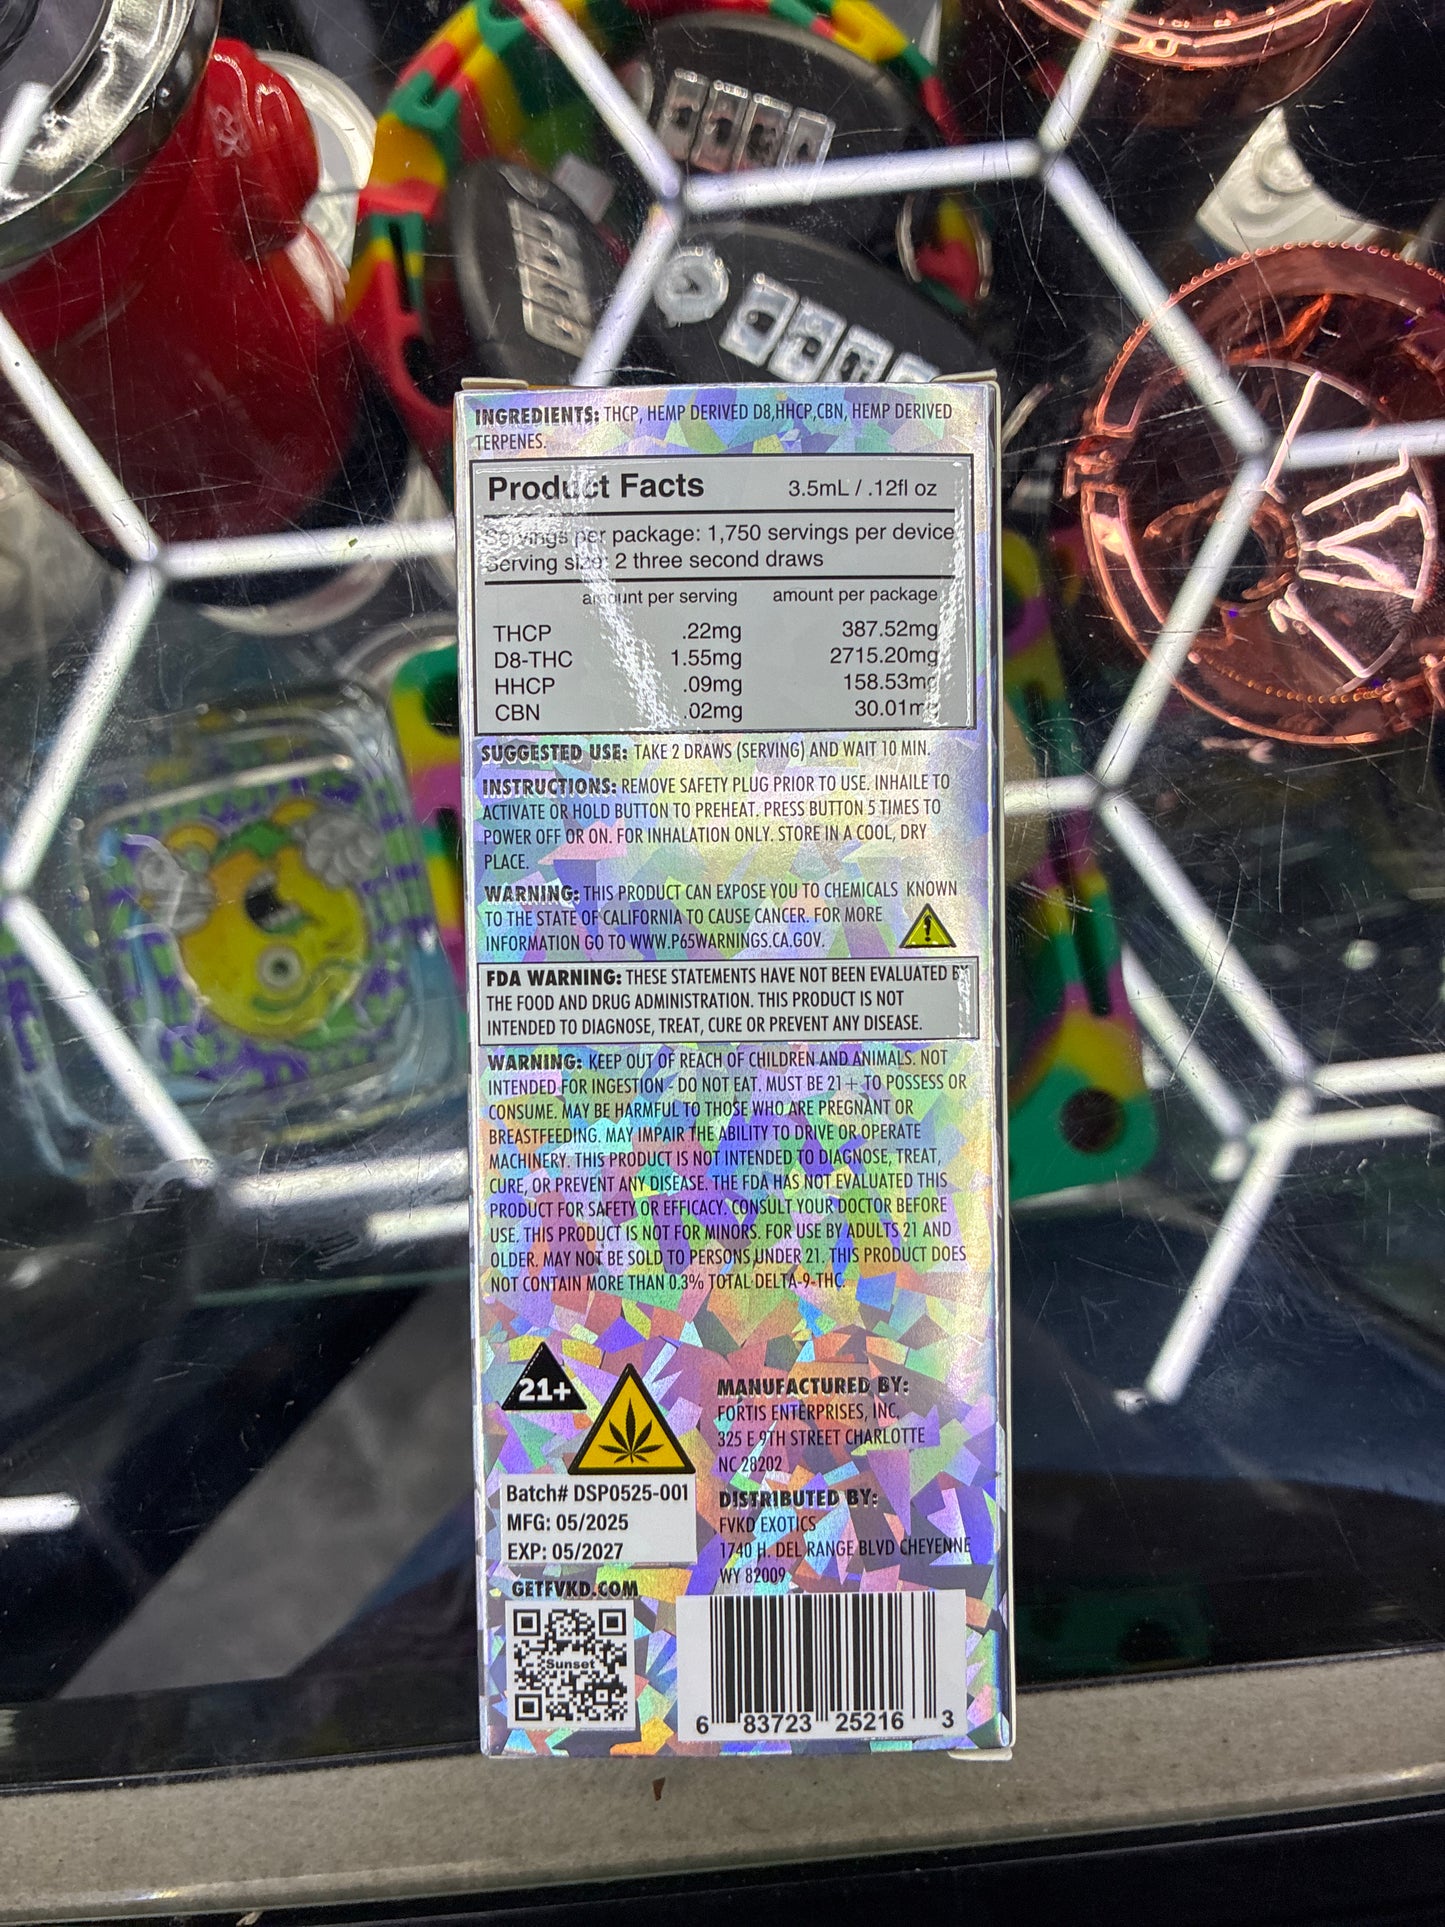 INGREDIENTS: THCP, HEMP DERIVED D8,HHCP,CBN, HEMP DERIVED
TERPENES.
Product Facts 3.5mL / .12fl oz
Servings per package: 1,750 servings per device
Serving size: 2 three second draws
amount per serving amount per package
THCP .22mg 387.52mg
D8-THC 1.55mg 2715.20mg
HHCP .09mg 158.53mg
CBN .02mg 30.01mg
SUGGESTED USE: TAKE 2 DRAWS (SERVING) AND WAIT 10 MIN.
INSTRUCTIONS: REMOVE SAFETY PLUG PRIOR TO USE. INHAILE TO
ACTIVATE OR HOLD BUTTON TO PREHEAT. PRESS BUTTON 5 TIMES TO
POWER OFF OR ON. FOR INHALATION ONLY. STORE IN A COOL, DRY
PLACE.
WARNING: THIS PRODUCT CAN EXPOSE YOU TO CHEMICALS KNOWN
TO THE STATE OF CALIFORNIA TO CAUSE CANCER. FOR MORE
INFORMATION GO TO WWW.P65WARNINGS.CA.GOV.
FDA WARNING: THESE STATEMENTS HAVE NOT BEEN EVALUATED BY
THE FOOD AND DRUG ADMINISTRATION. THIS PRODUCT IS NOT
INTENDED TO DIAGNOSE, TREAT, CURE OR PREVENT ANY DISEASE.
WARNING: KEEP OUT OF REACH OF CHILDREN AND ANIMALS. NOT
INTENDED FOR INGESTION - DO NOT EAT. MUST BE 21+ TO POSSESS OR
CONSUME. MAY BE HARMFUL TO THOSE WHO ARE PREGNANT OR
BREASTFEEDING. MAY IMPAIR THE ABILITY TO DRIVE OR OPERATE
MACHINERY. THIS PRODUCT IS NOT INTENDED TO DIAGNOSE, TREAT,
CURE, OR PREVENT ANY DISEASE. THE FDA HAS NOT EVALUATED THIS
PRODUCT FOR SAFETY OR EFFICACY. CONSULT YOUR DOCTOR BEFORE
USE. THIS PRODUCT IS NOT FOR MINORS. FOR USE BY ADULTS 21 AND
OLDER. MAY NOT BE SOLD TO PERSONS UNDER 21. THIS PRODUCT DOES
NOT CONTAIN MORE THAN 0.3% TOTAL DELTA-9-THC.
21+
MANUFACTURED BY:
FORTIS ENTERPRISES, INC.
325 E 9TH STREET CHARLOTTE
NC 28202
Batch# DSP0525-001
MFG: 05/2025
EXP: 05/2027
DISTRIBUTED BY:
FVKD EXOTICS
1740 H. DEL RANGE BLVD CHEYENNE
WY 82009
GETFVKD.COM
Sunset
6 83723 25216 3